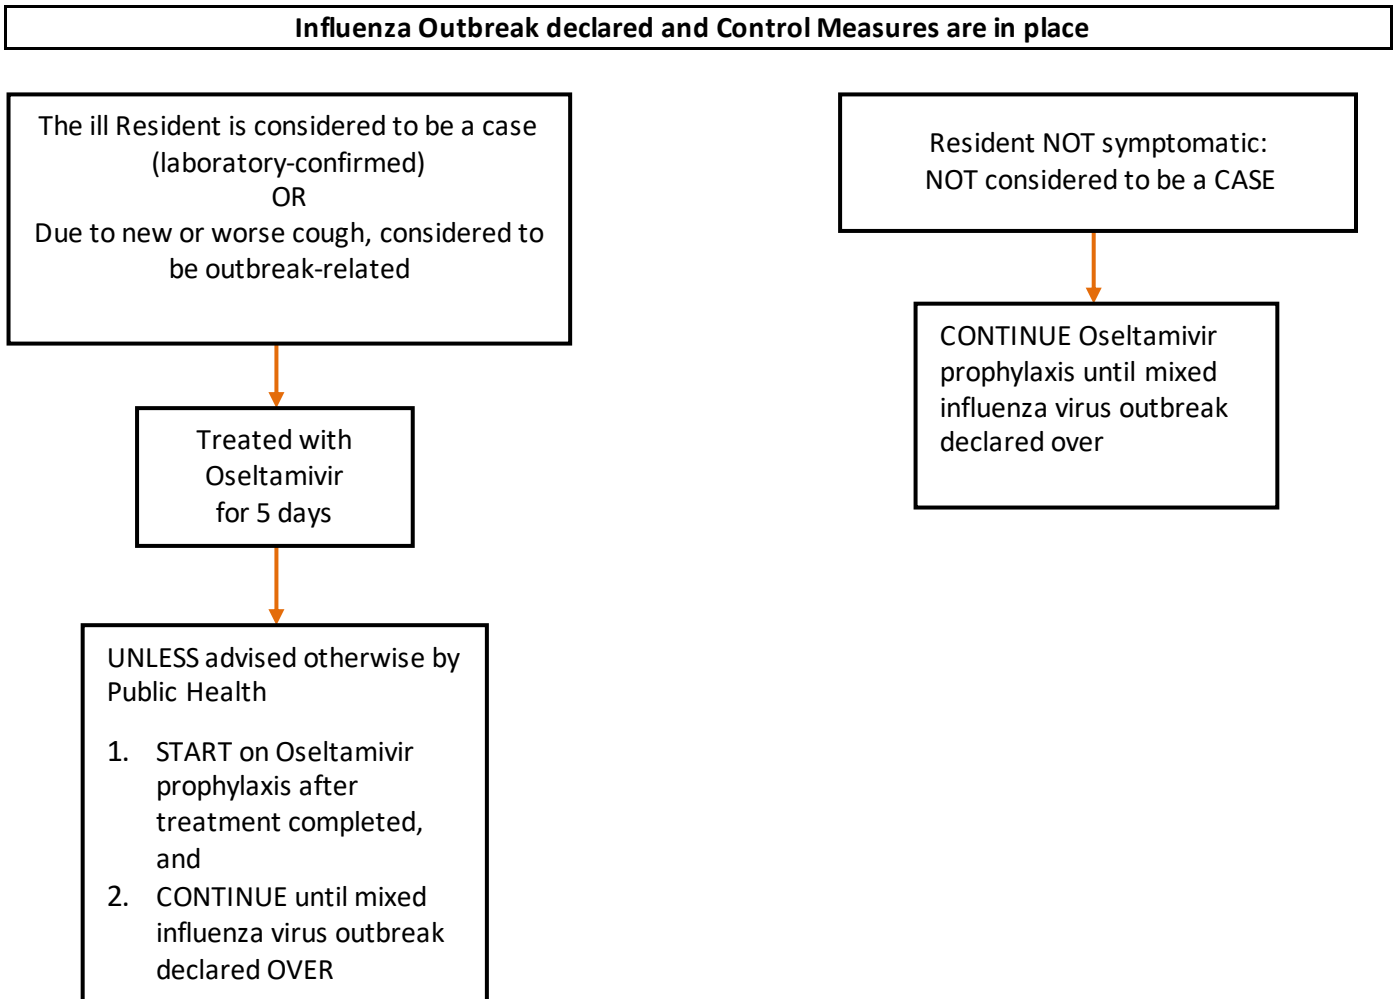 Influenza Outbreak declared and Control Measures are in place
The ill Resident is considered to be a case
(laboratory-confirmed)
OR
Due to new or worse cough, considered to
be outbreak-related
Treated with
Oseltamivir
for 5 days
UNLESS advised otherwise by
Public Health
1. START on Oseltamivir
prophylaxis after
treatment completed,
and
2. CONTINUE until mixed
influenza virus outbreak
declared OVER
Resident NOT symptomatic:
NOT considered to be a CASE
CONTINUE Oseltamivir
prophylaxis until mixed
influenza virus outbreak
declared over